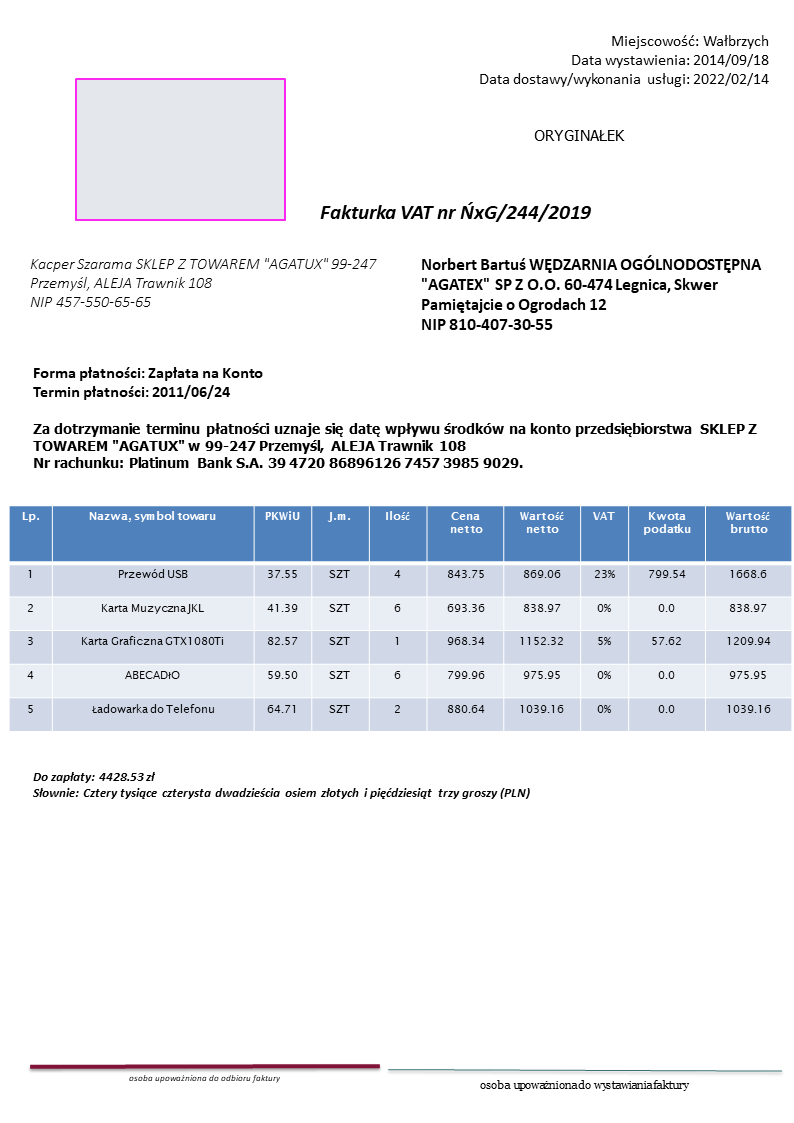 Miejscowość: Wałbrzych
Data wystawienia: 2014/09/18
Data dostawy/wykonania usługi: 2022/02/14
ORYGINAŁEK
Fakturka VAT nr ŃxG/244/2019
Kacper Szarama SKLEP Z TOWAREM "AGATUX" 99-247
Przemyśl, ALEJA Trawnik 108
NIP 457-550-65-65
Norbert Bartuś WĘDZARNIA OGÓLNODOSTĘPNA
"AGATEX" SP Z O.O. 60-474 Legnica, Skwer
Pamiętajcie o Ogrodach 12
NIP 810-407-30-55
Forma płatności: Zapłata na Konto
Termin płatności: 2011/06/24
Za dotrzymanie terminu płatności uznaje się datę wpływu środków na konto przedsiębiorstwa SKLEP Z
TOWAREM "AGATUX" w 99-247 Przemyśl, ALEJA Trawnik 108
Nr rachunku: Platinum Bank S.A. 39 4720 86896126 7457 3985 9029.
Lp. Nazwa, symbol towaru PKWiU J.m. Ilość Cena netto Wartość netto VAT Kwota podatku Wartość brutto
1 Przewód USB 37.55 SZT 4 843.75 869.06 23% 799.54 1668.6
2 Karta Muzyczna JKL 41.39 SZT 6 693.36 838.97 0% 0.0 838.97
3 Karta Graficzna GTX1080Ti 82.57 SZT 1 968.34 1152.32 5% 57.62 1209.94
4 ABECADłO 59.50 SZT 6 799.96 975.95 0% 0.0 975.95
5 Ładowarka do Telefonu 64.71 SZT 2 880.64 1039.16 0% 0.0 1039.16
Do zapłaty: 4428.53 zł
Słownie: Cztery tysiące czterysta dwadzieścia osiem złotych i pięćdziesiąt trzy groszy (PLN)
osoba upoważniona do odbioru faktury
osoba upoważniona do wystawiania faktury